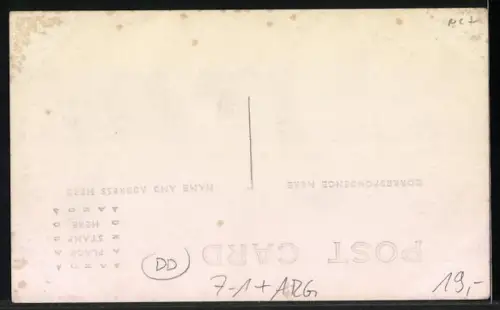 POST CARD
CORRESPONDENCE HERE
NAME AND ADDRESS HERE
PLACE
STAMP
HERE
DD
7-1+ARG
19,-